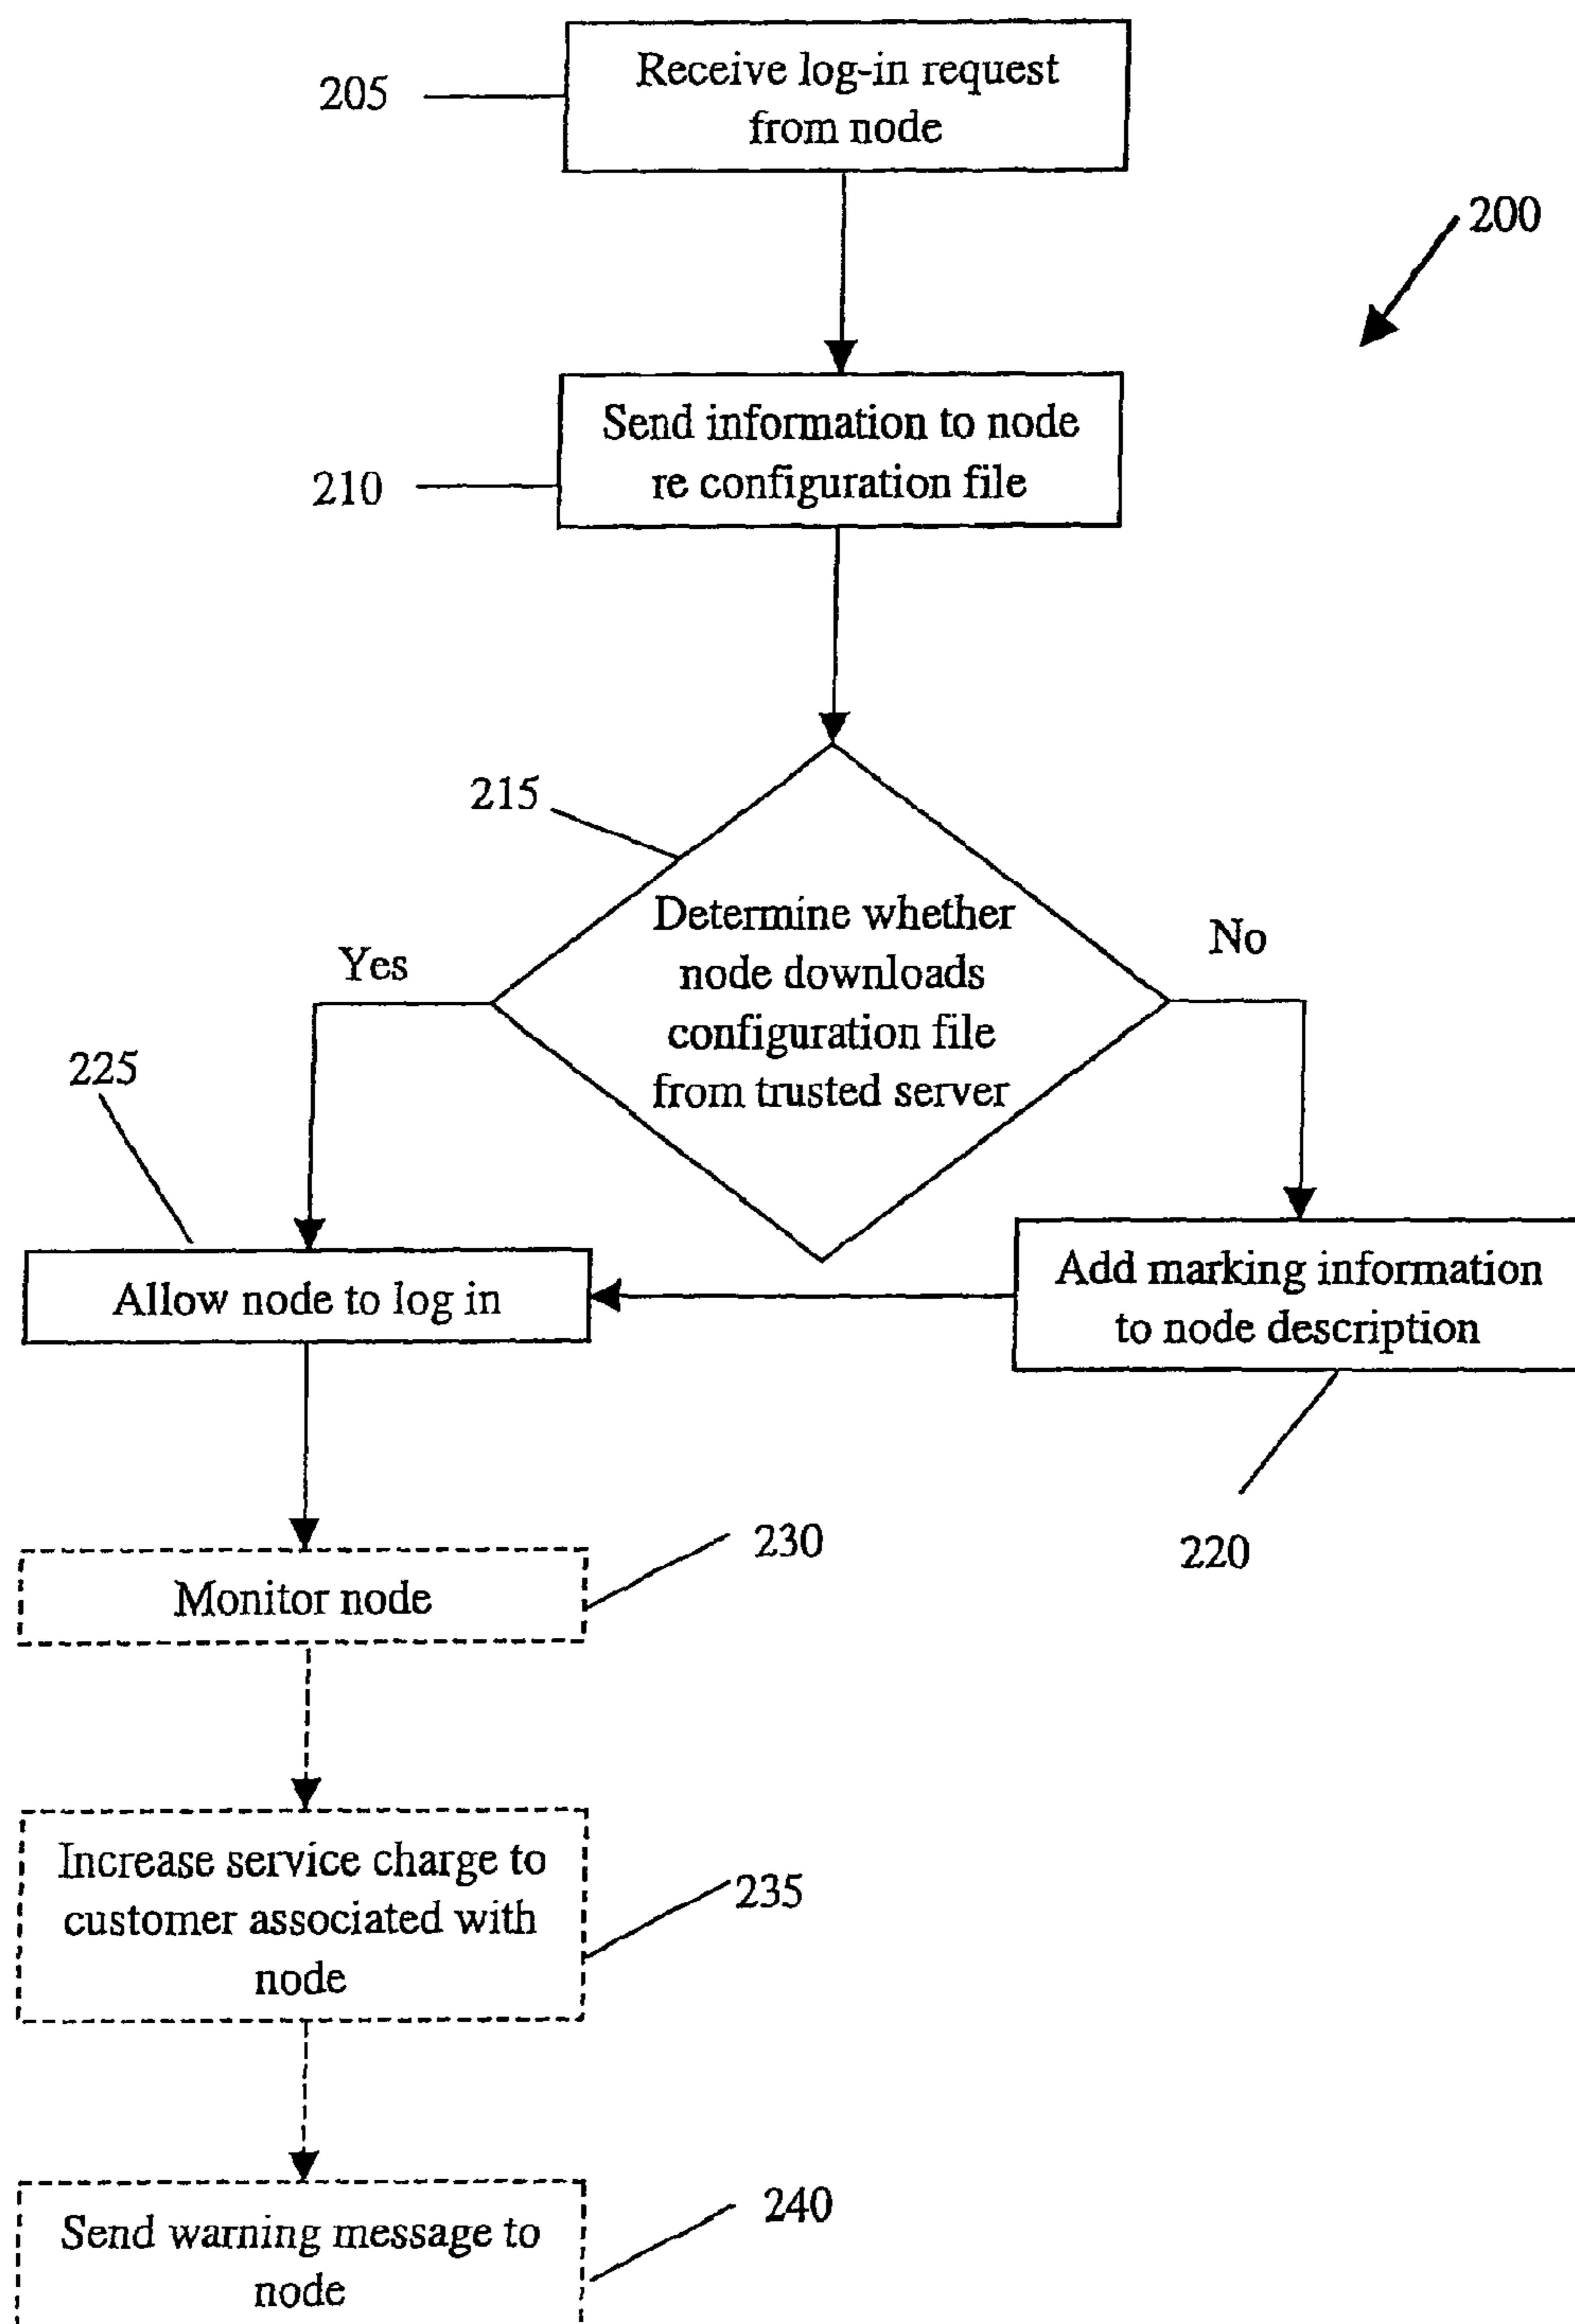 205
Receive log-in request
from node
200
210
Send information to node
re configuration file
215
Determine whether
node downloads
configuration file
from trusted server
Yes
No
225
Allow node to log in
Add marking information
to node description
220
Monitor node
230
Increase service charge to
customer associated with
node
235
Send warning message to
node
240